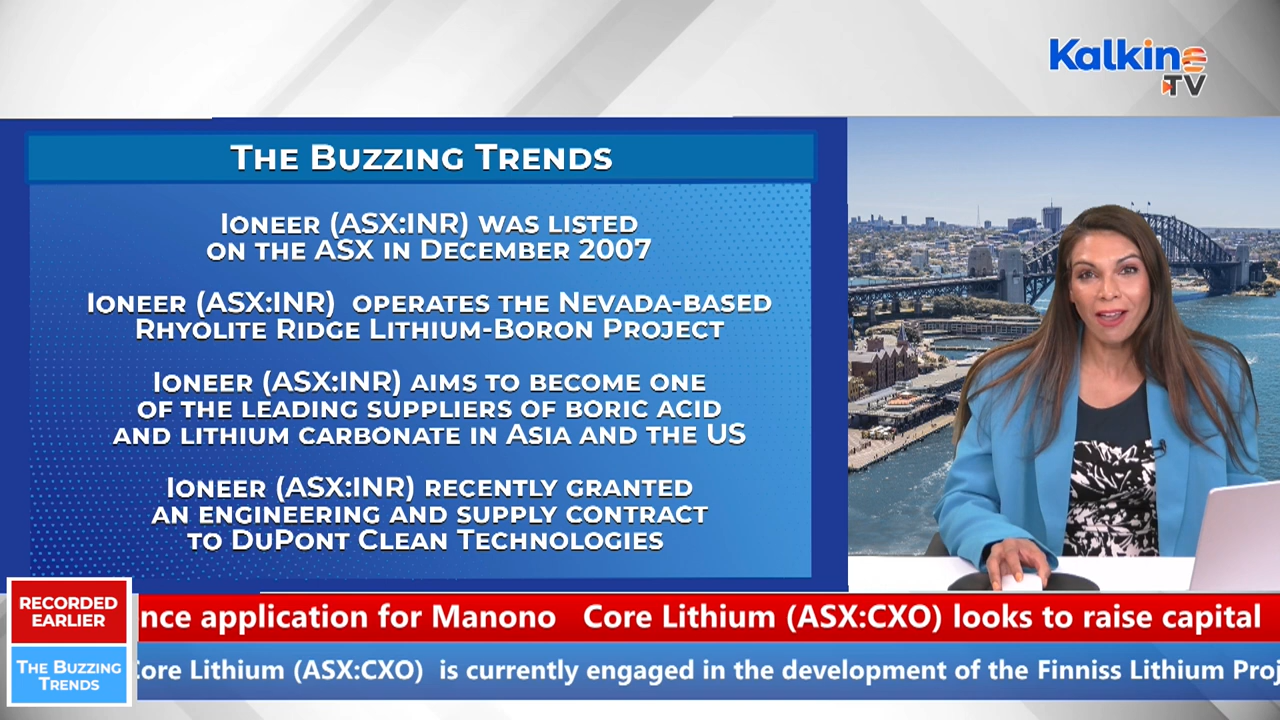 Kalkine
TV
The Buzzing Trends
Ioneer (ASX:INR) was listed
on the ASX in December 2007
Ioneer (ASX:INR) operates the Nevada-based
Rhyolite Ridge Lithium-Boron Project
Ioneer (ASX:INR) aims to become one
of the leading suppliers of boric acid
and lithium carbonate in Asia and the US
Ioneer (ASX:INR) recently granted
an engineering and supply contract
to DuPont Clean Technologies
RECORDED
EARLIER
nce application for Manono Core Lithium (ASX:CXO) looks to raise capital
The Buzzing
Trends
Core Lithium (ASX:CXO) is currently engaged in the development of the Finniss Lithium Proj